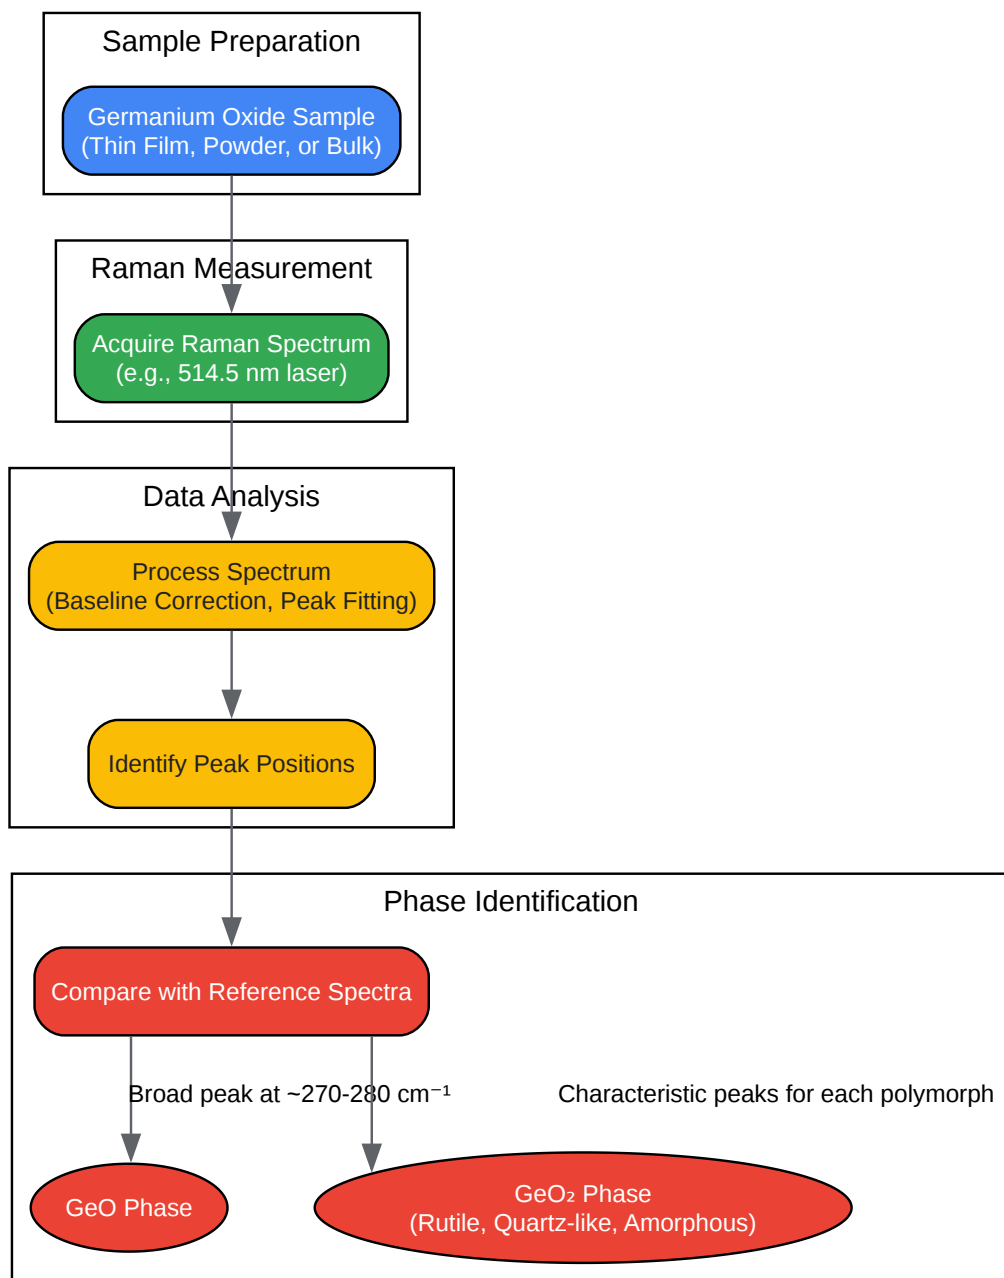 Sample Preparation
Germanium Oxide Sample
(Thin Film, Powder, or Bulk)
Raman Measurement
Acquire Raman Spectrum
(e.g., 514.5 nm laser)
Data Analysis
Process Spectrum
(Baseline Correction, Peak Fitting)
Identify Peak Positions
Phase Identification
Compare with Reference Spectra
Broad peak at ~270-280 cm⁻¹
Characteristic peaks for each polymorph
GeO Phase
GeO₂ Phase
(Rutile, Quartz-like, Amorphous)